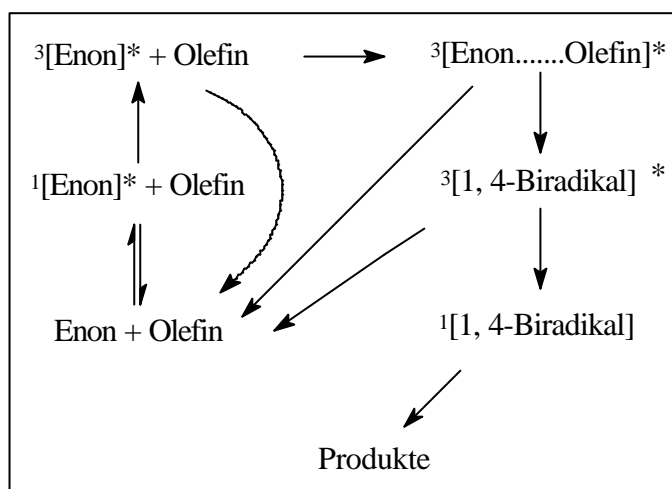 ³[Enon]* + Olefin
³[Enon.......Olefin]*
¹[Enon]* + Olefin
³[1, 4-Biradikal] *
Enon + Olefin
¹[1, 4-Biradikal]
Produkte